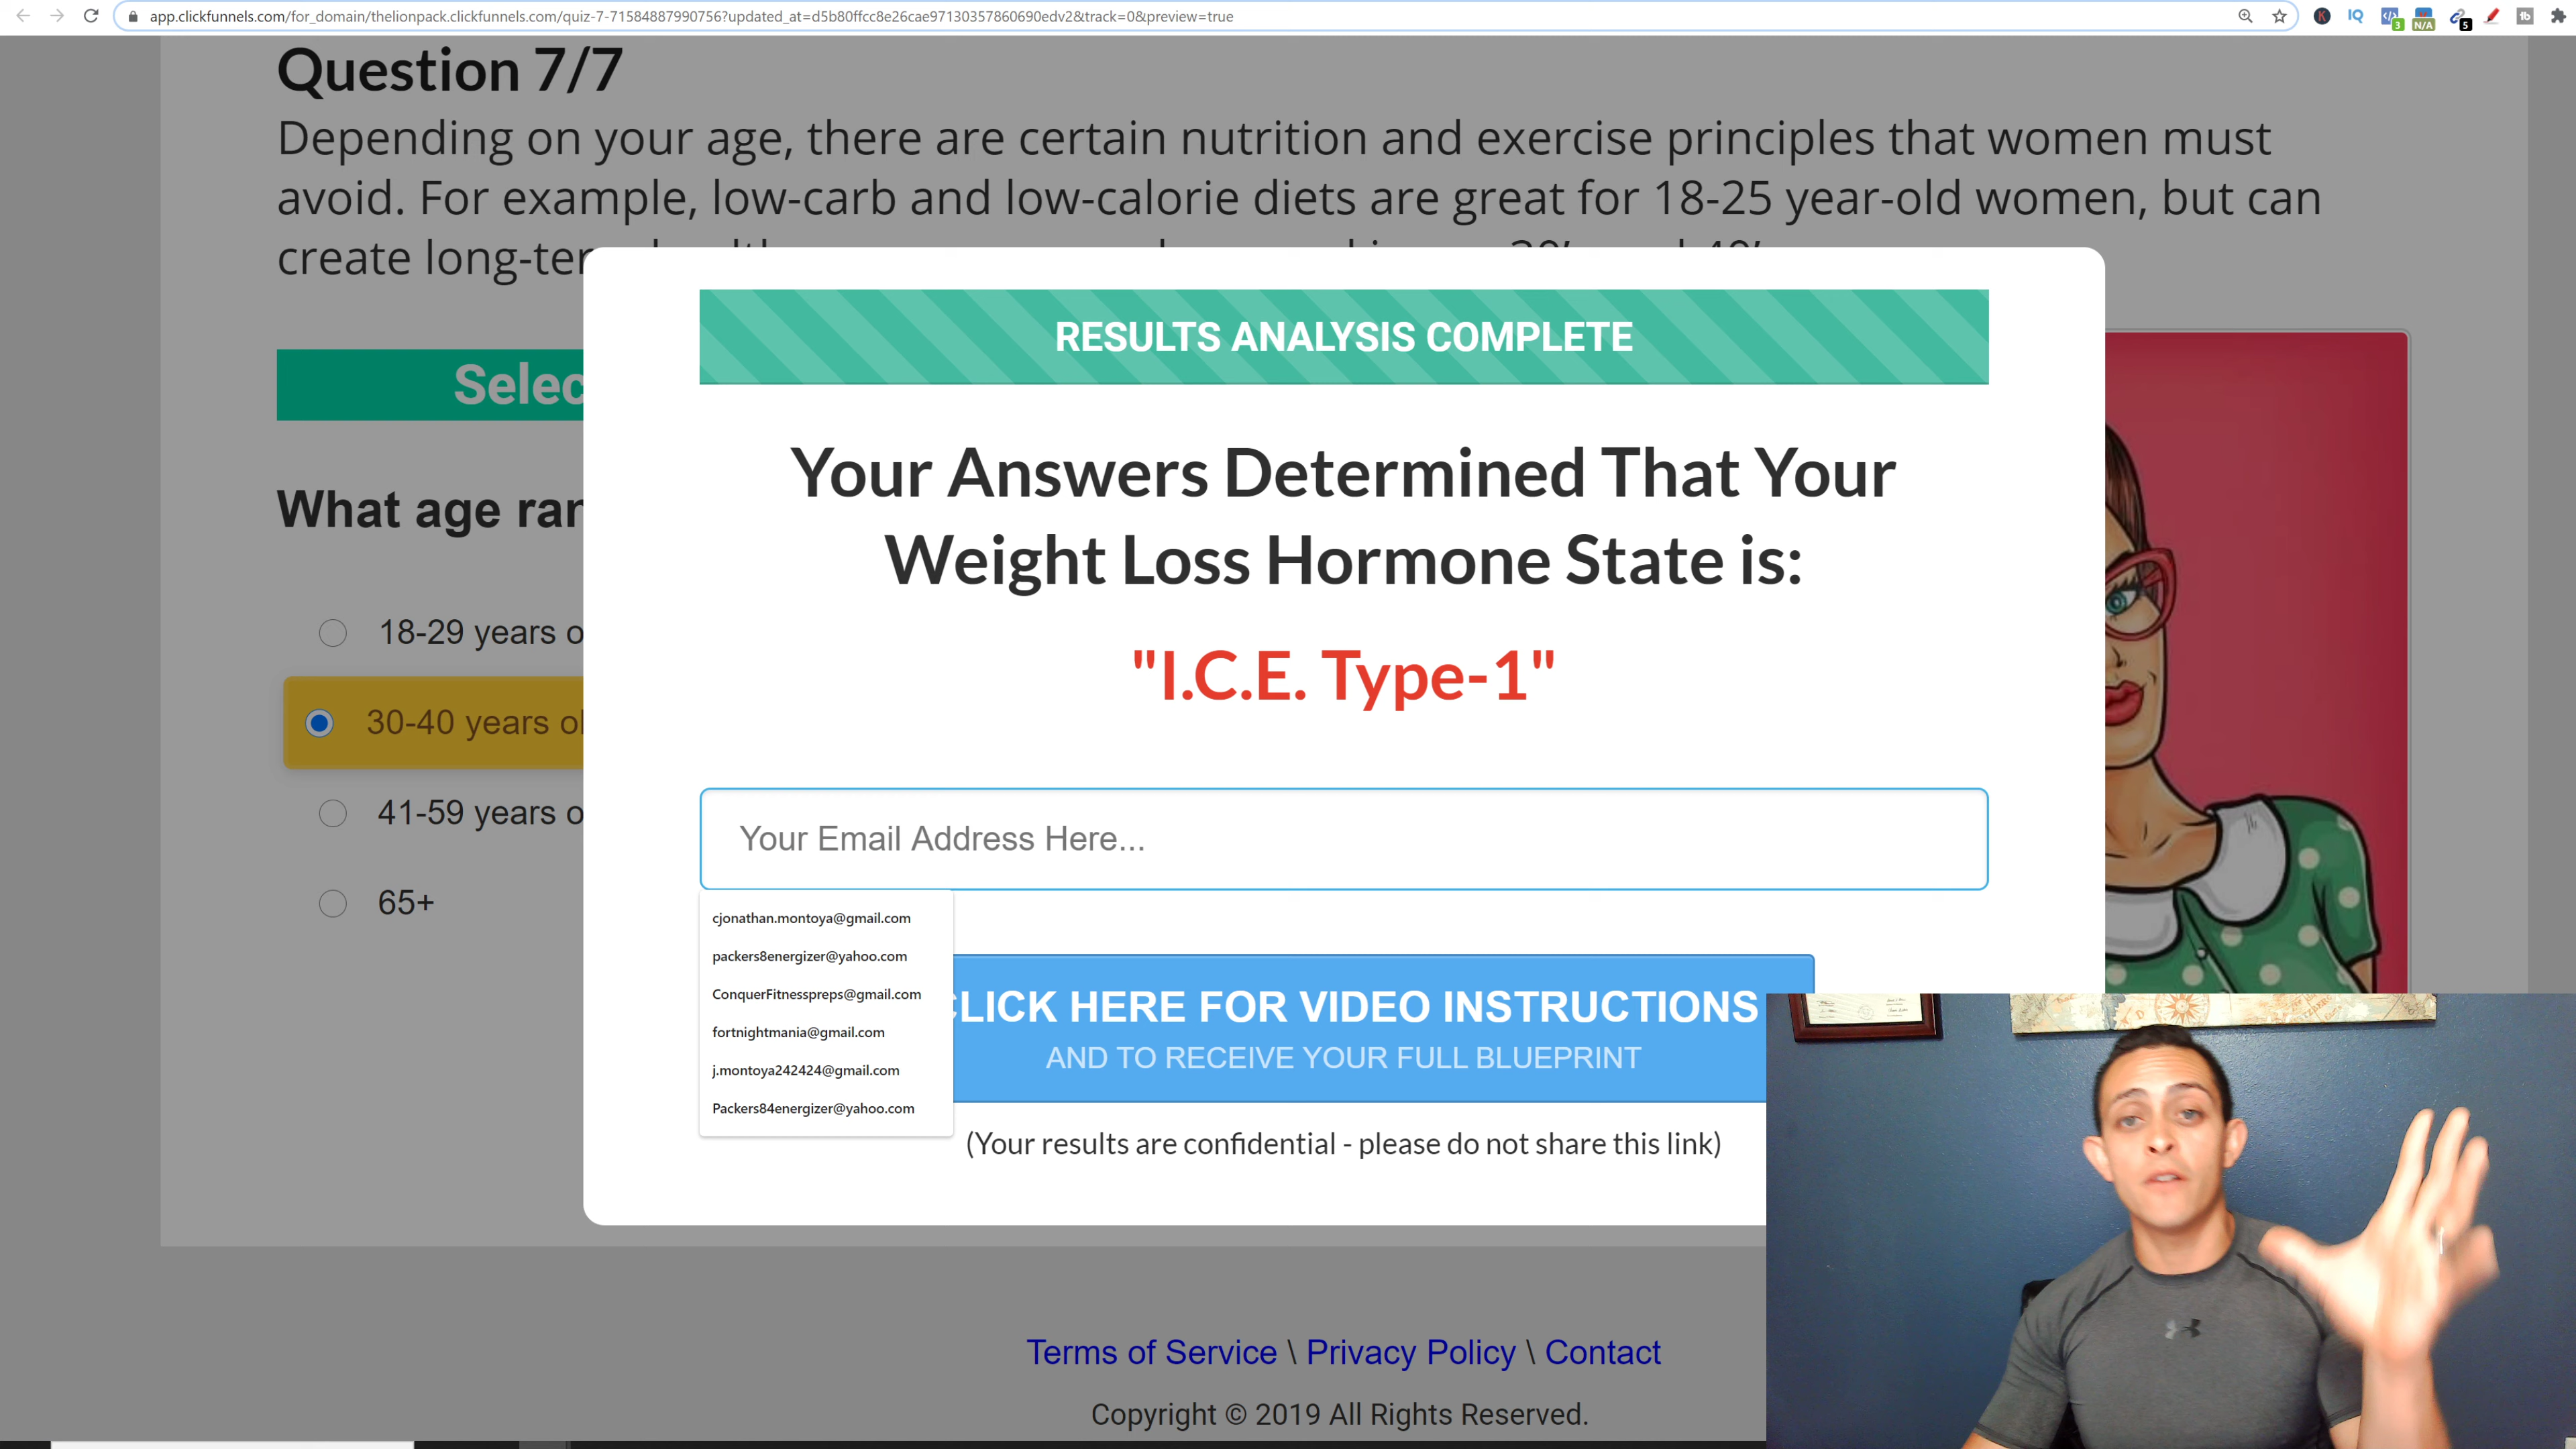 app.clickfunnels.com/for_domain/thelionpack.clickfunnels.com/quiz-7-71584887990756?updated_at=d5b80ffcc8e26cae97130357860690edv2&track=0&preview=true
K
IQ
3
N/A
5
Question 7/7
Depending on your age, there are certain nutrition and exercise principles that women must
avoid. For example, low-carb and low-calorie diets are great for 18-25 year-old women, but can
create long-ter
RESULTS ANALYSIS COMPLETE
Selec
Your Answers Determined That Your
Weight Loss Hormone State is:
"I.C.E. Type-1"
What age ran
18-29 years o
30-40 years ol
41-59 years o
65+
Your Email Address Here...
cjonathan.montoya@gmail.com
packers8energizer@yahoo.com
ConquerFitnesspreps@gmail.com
fortnightmania@gmail.com
j.montoya242424@gmail.com
Packers84energizer@yahoo.com
CLICK HERE FOR VIDEO INSTRUCTIONS
AND TO RECEIVE YOUR FULL BLUEPRINT
(Your results are confidential - please do not share this link)
Terms of Service \ Privacy Policy \ Contact
Copyright © 2019 All Rights Reserved.